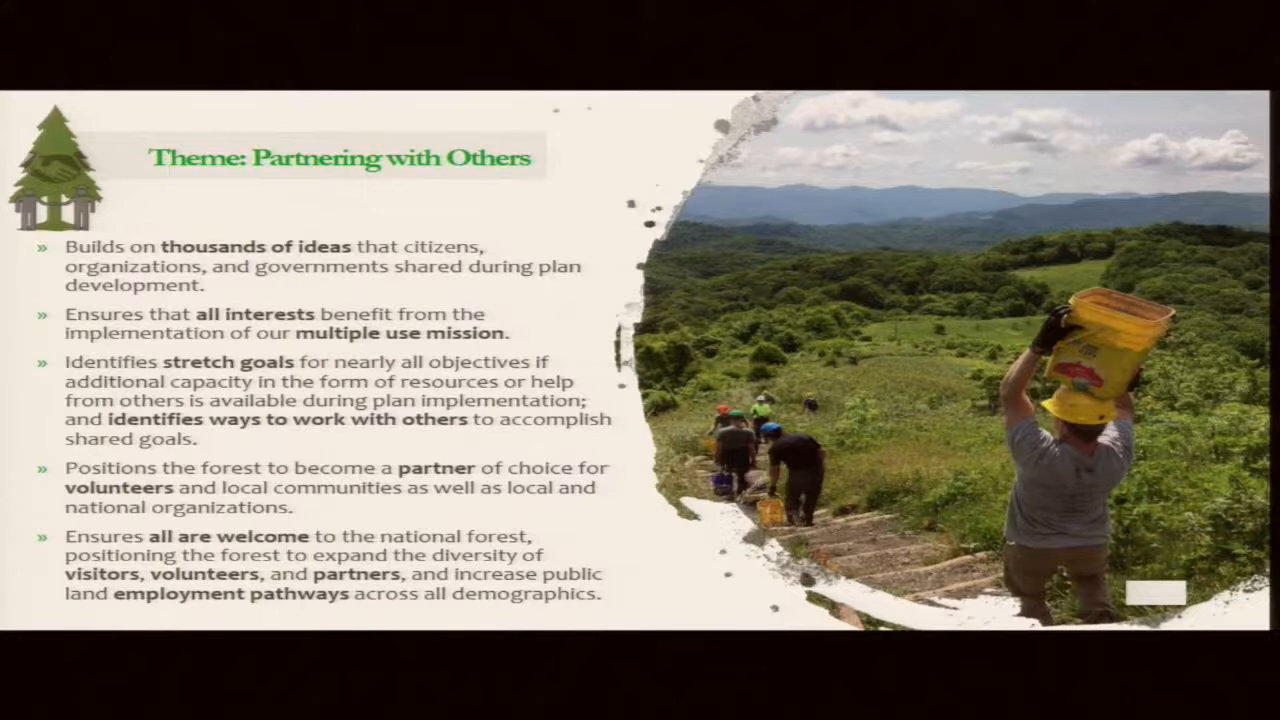 Theme: Partnering with Others
» Builds on thousands of ideas that citizens,
organizations, and governments shared during plan
development.
» Ensures that all interests benefit from the
implementation of our multiple use mission.
» Identifies stretch goals for nearly all objectives if
additional capacity in the form of resources or help
from others is available during plan implementation;
and identifies ways to work with others to accomplish
shared goals.
» Positions the forest to become a partner of choice for
volunteers and local communities as well as local and
national organizations.
» Ensures all are welcome to the national forest,
positioning the forest to expand the diversity of
visitors, volunteers, and partners, and increase public
land employment pathways across all demographics.